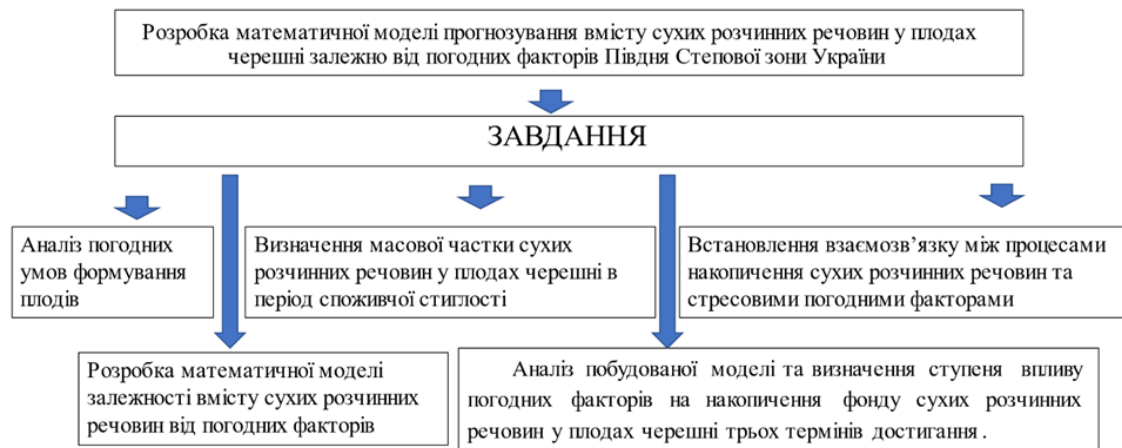 Розробка математичної моделі прогнозування вмісту сухих розчинних речовин у плодах
черешні залежно від погодних факторів Півдня Степової зони України
ЗАВДАННЯ
Аналіз погодних
умов формування
плодів
Визначення масової частки сухих
розчинних речовин у плодах черешні в
період споживчої стиглості
Встановлення взаємозв’язку між процесами
накопичення сухих розчинних речовин та
стресовими погодними факторами
Розробка математичної моделі
залежності вмісту сухих розчинних
речовин від погодних факторів
Аналіз побудованої моделі та визначення ступеня впливу
погодних факторів на накопичення фонду сухих розчинних
речовин у плодах черешні трьох термінів достигання .